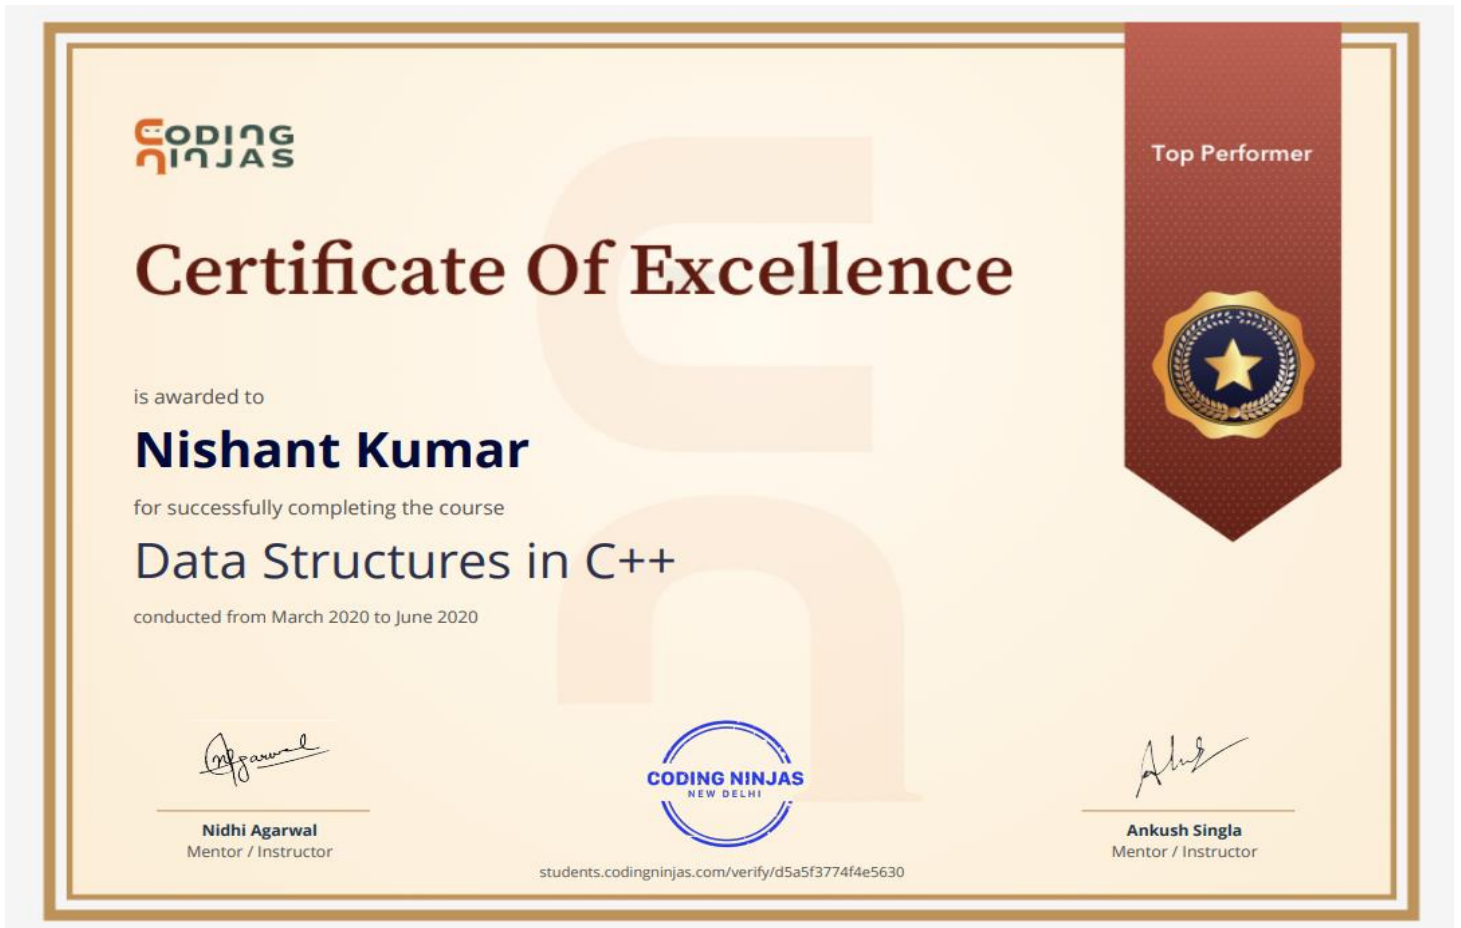 CODING
NINJAS
Top Performer
Certificate Of Excellence
is awarded to
Nishant Kumar
for successfully completing the course
Data Structures in C++
conducted from March 2020 to June 2020
Nidhi Agarwal
Mentor / Instructor
CODING NINJAS
NEW DELHI
students.codingninjas.com/verify/d5a5f3774f4e5630
Ankush Singla
Mentor / Instructor